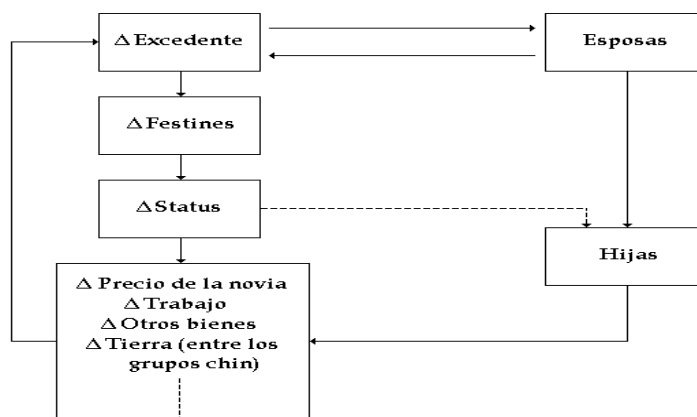 Δ Excedente
Esposas
Δ Festines
Δ Status
Hijas
Δ Precio de la novia
Δ Trabajo
Δ Otros bienes
Δ Tierra (entre los
grupos chin)